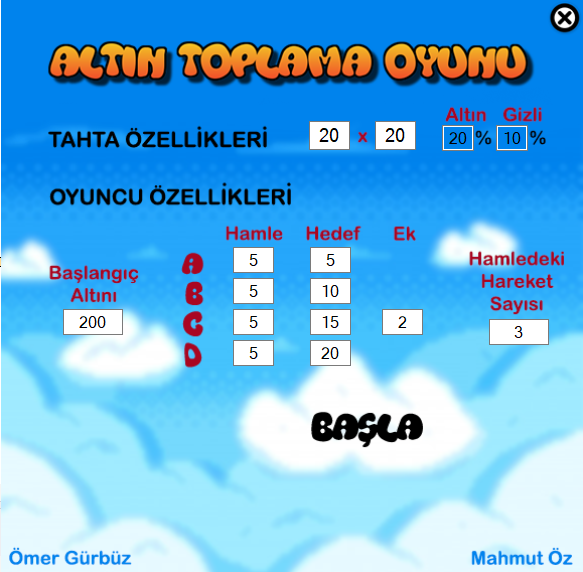 ALTIN TOPLAMA OYUNU
Altın Gizli
TAHTA ÖZELLİKLERİ 20 x 20 20 % 10 %
OYUNCU ÖZELLİKLERİ
Hamle Hedef Ek
Başlangıç
Altını
200
A 5 5
B 5 10
C 5 15 2
D 5 20
Hamledeki
Hareket
Sayısı
3
BAŞLA
Ömer Gürbüz Mahmut Öz